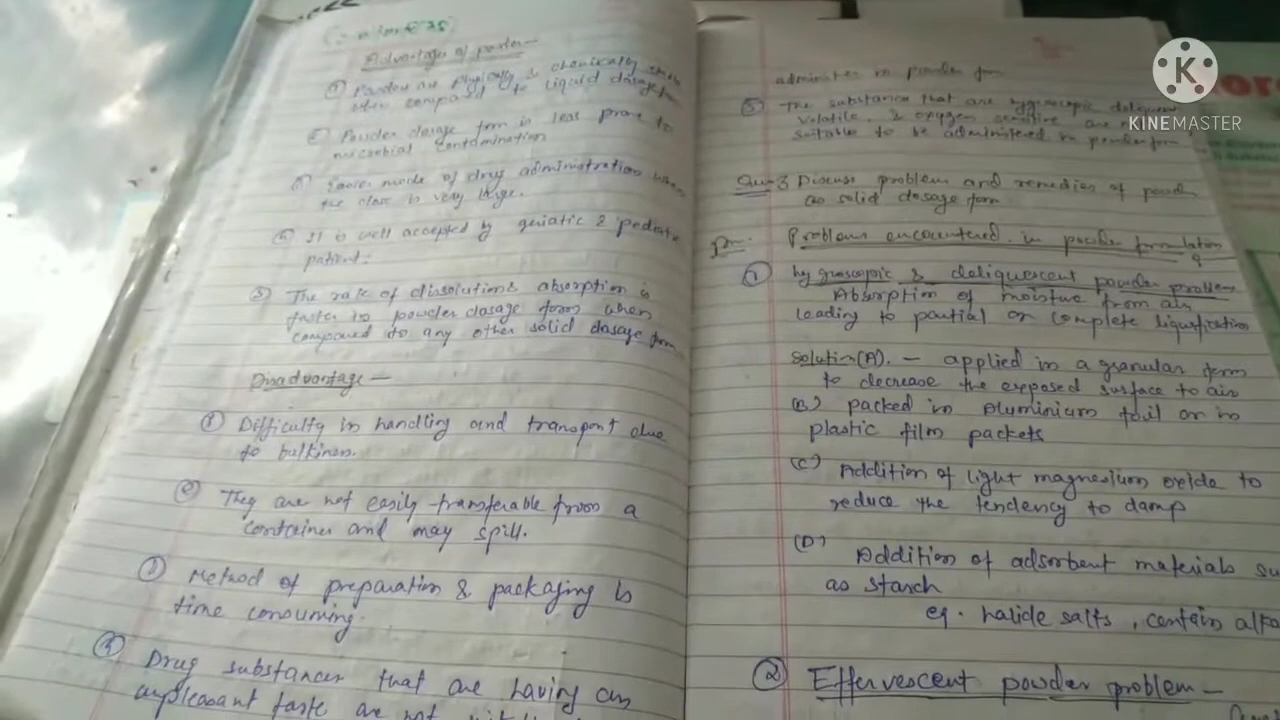 Advantages of powder—
① Powder are physically & chemically stable
when compared to liquid dosage form
② Powder dosage form is less prone to
microbial contamination
③ Easier mode of drug administration when
the dose is very large.
④ It is well accepted by geriatic & pediatric
patient.
⑤ The rate of dissolution & absorption is
faster in powder dosage form when
compared to any other solid dosage form
Disadvantage —
① Difficulty in handling and transport due
to bulkiness.
② They are not easily transferable from a
container and may spill.
③ Method of preparation & packaging is
time consuming.
④ Drug substances that are having an
unpleasant taste are not
administer in powder form
⑤ The substances that are hygroscopic
volatile, & oxygen sensitive are
suitable to be administered in powder form
Que 3 Discuss problem and remedies of
as solid dosage form
Problems encountered in powder formulation
① hygroscopic & deliquescent powder problem
Absorption of moisture from air
leading to partial or complete liquification
Solution (A). — applied in a granular form
to decrease the exposed surface to air
(B) packed in Aluminium foil or in
plastic film packets
(C) Addition of light magnesium oxide to
reduce the tendency to damp
(D) Addition of adsorbent materials su
as starch
eg. halide salts, certain alka
② Effervescent powder problem —
KINEMASTER